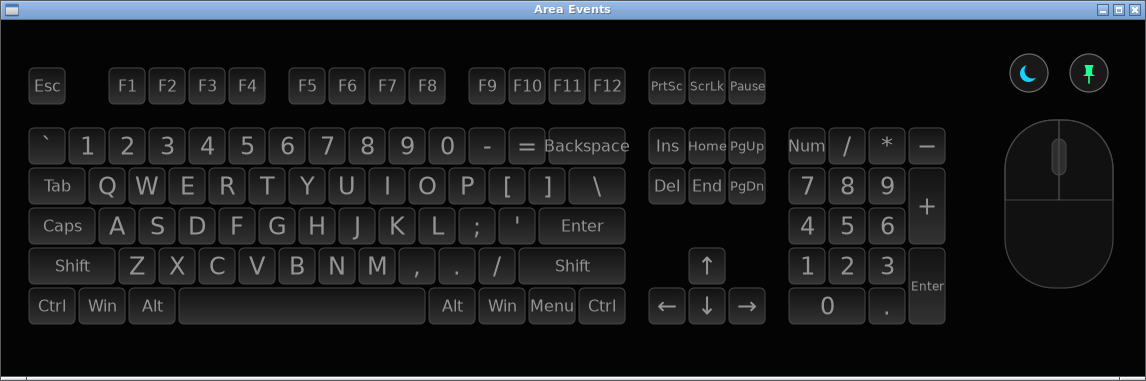 Area Events
Esc F1 F2 F3 F4 F5 F6 F7 F8 F9 F10 F11 F12 PrtSc ScrLk Pause
` 1 2 3 4 5 6 7 8 9 0 - = Backspace Ins Home PgUp Num / * −
Tab Q W E R T Y U I O P [ ] \ Del End PgDn 7 8 9 +
Caps A S D F G H J K L ; ' Enter 4 5 6
Shift Z X C V B N M , . / Shift ↑ 1 2 3 Enter
Ctrl Win Alt Alt Win Menu Ctrl ← ↓ → 0 .